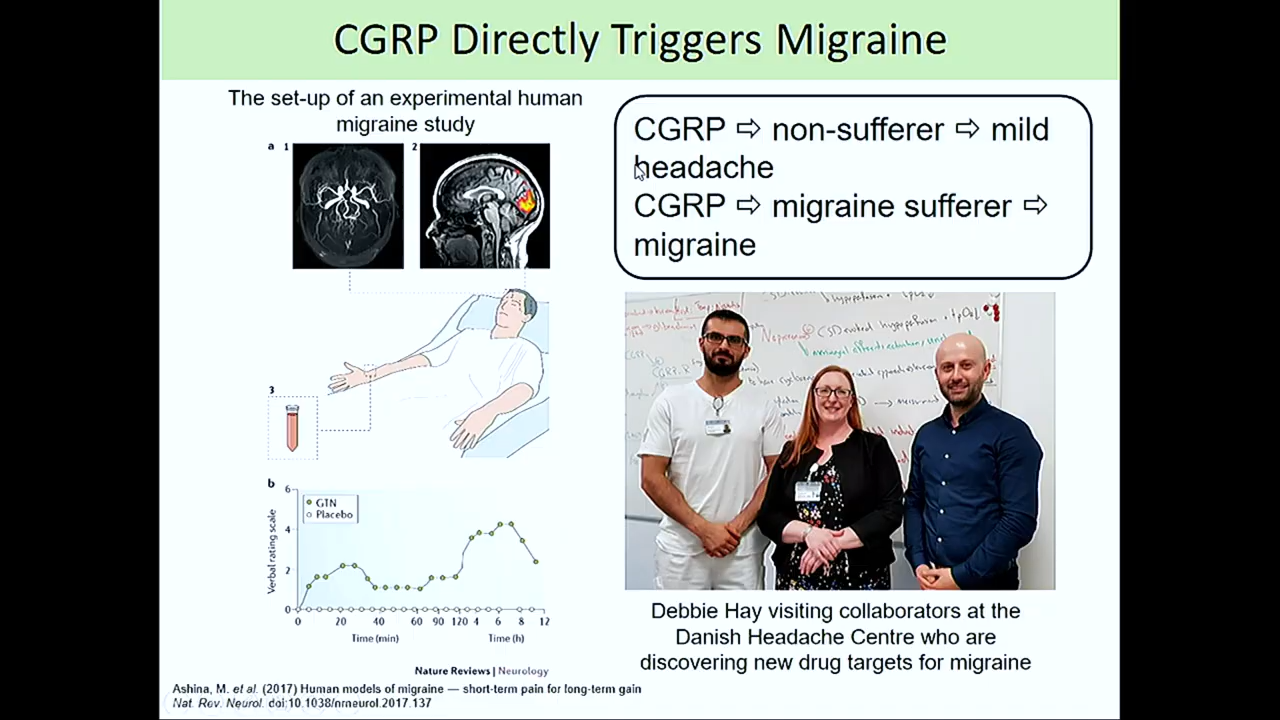 CGRP Directly Triggers Migraine
The set-up of an experimental human
migraine study
a 1
2
3
b
6
4
2
0
GTN
Placebo
Verbal rating scale
0 20 40 60 90 120 4 6 8 12
Time (min) Time (h)
Nature Reviews | Neurology
Ashina, M. et al. (2017) Human models of migraine — short-term pain for long-term gain
Nat. Rev. Neurol. doi:10.1038/nrneurol.2017.137
CGRP ⇨ non-sufferer ⇨ mild
headache
CGRP ⇨ migraine sufferer ⇨
migraine
Debbie Hay visiting collaborators at the
Danish Headache Centre who are
discovering new drug targets for migraine